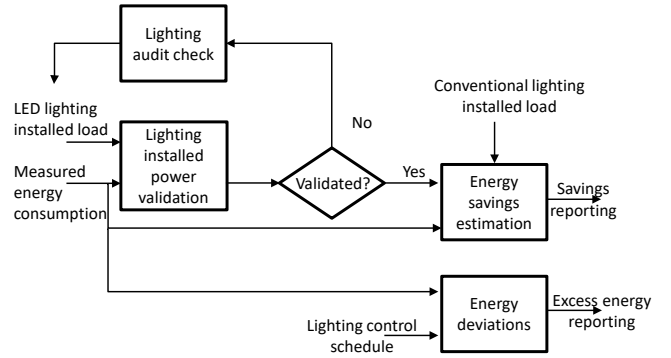 Lighting
audit check
Conventional lighting
installed load
LED lighting
installed load
No
Lighting
installed
power
validation
Measured
energy
consumption
Validated?
Yes
Energy
savings
estimation
Savings
reporting
Energy
deviations
Excess energy
reporting
Lighting control
schedule